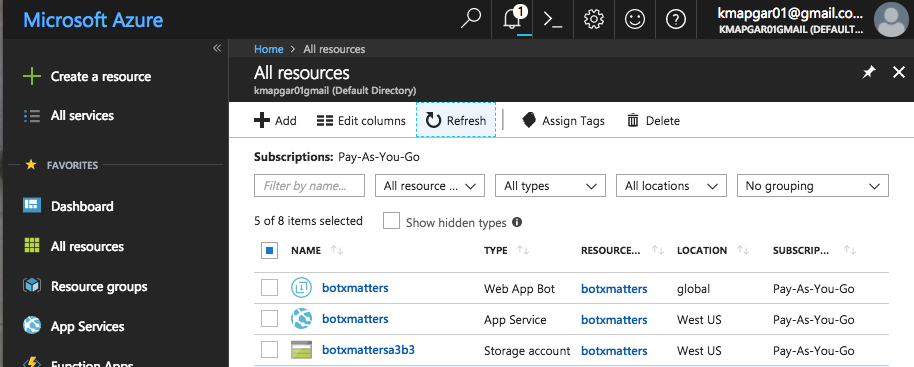 Microsoft Azure
1
>_
?
kmapgar01@gmail.co...
KMAPGAR01GMAIL (DEFAULT...
«
Home > All resources
All resources
kmapgar01gmail (Default Directory)
Create a resource
All services
FAVORITES
Dashboard
All resources
Resource groups
App Services
Function Apps
Add
Edit columns
Refresh
Assign Tags
Delete
Subscriptions: Pay-As-You-Go
Filter by name...
All resource ...
All types
All locations
No grouping
5 of 8 items selected
Show hidden types
NAME TYPE RESOURCE... LOCATION SUBSCRIP...
botxmatters Web App Bot botxmatters global Pay-As-You-Go
botxmatters App Service botxmatters West US Pay-As-You-Go
botxmattersa3b3 Storage account botxmatters West US Pay-As-You-Go